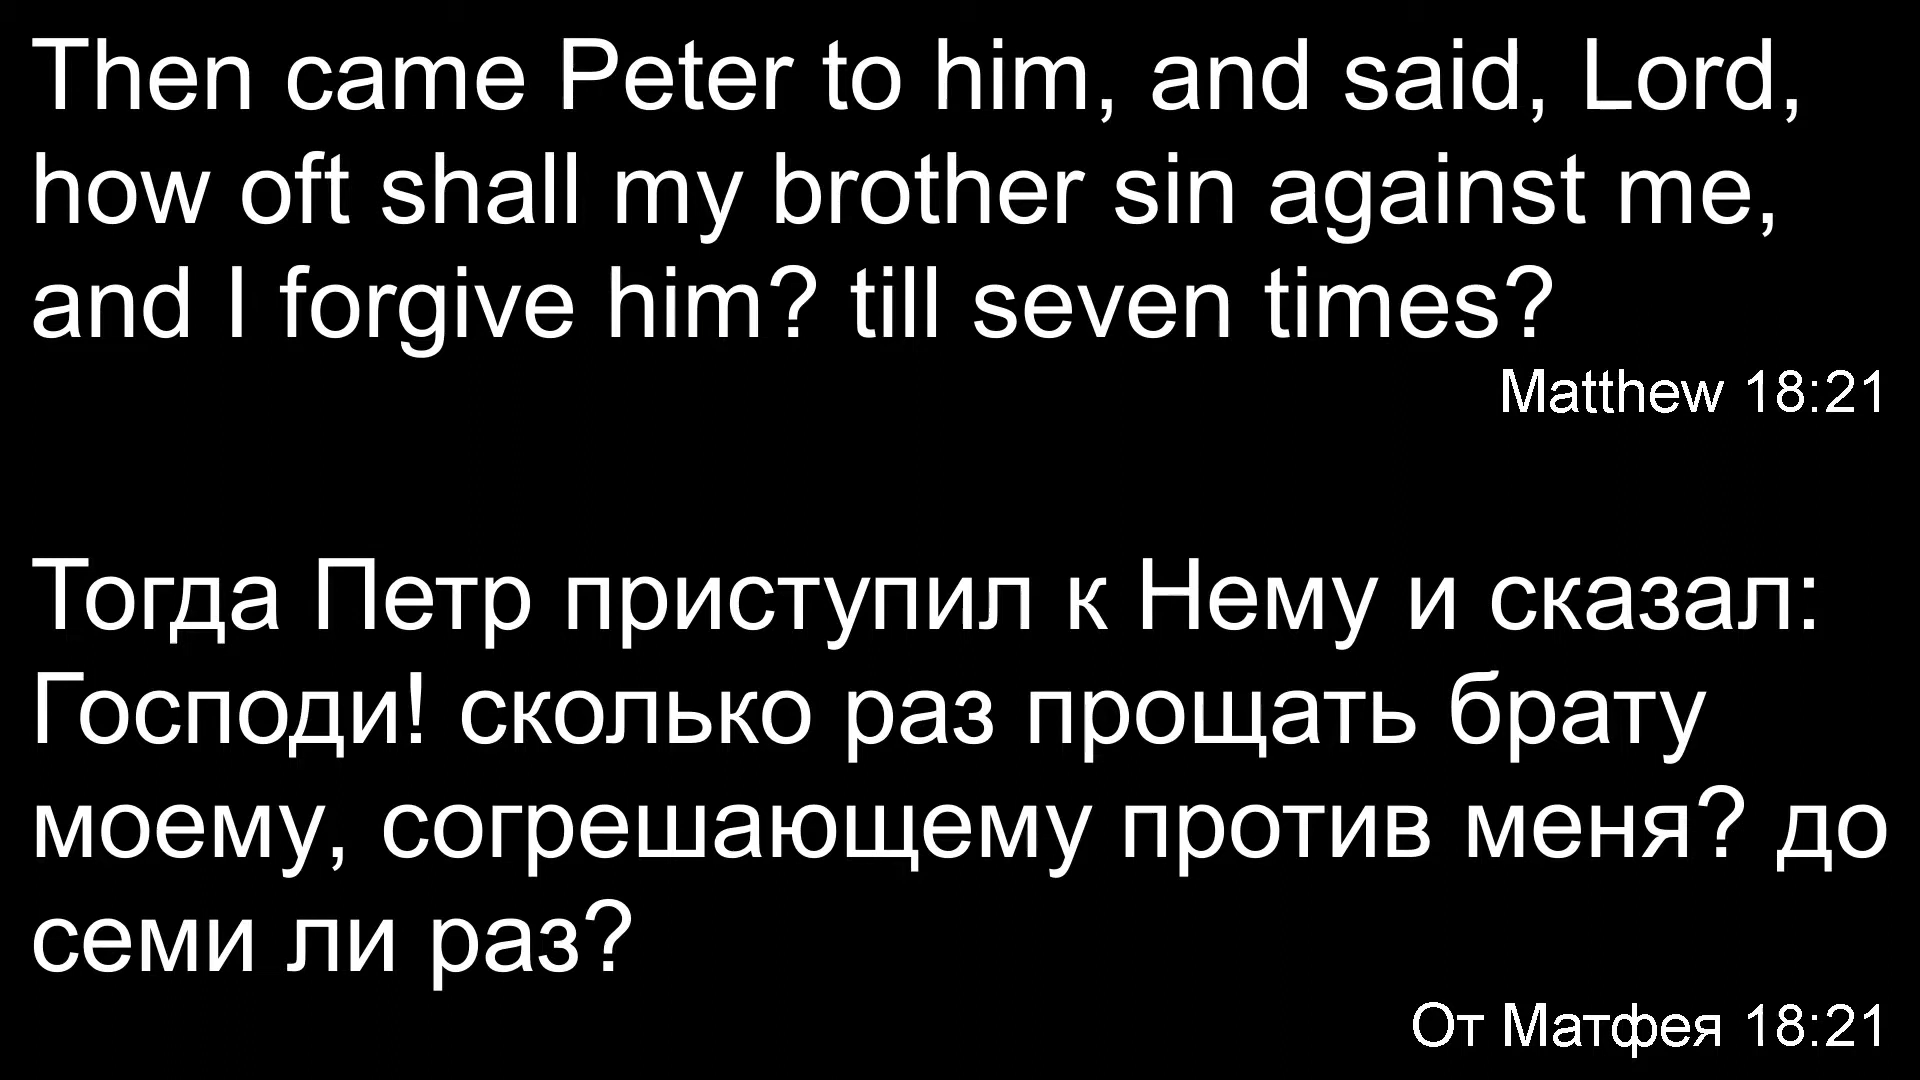 Then came Peter to him, and said, Lord,
how oft shall my brother sin against me,
and I forgive him? till seven times?
Matthew 18:21
Тогда Петр приступил к Нему и сказал:
Господи! сколько раз прощать брату
моему, согрешающему против меня? до
семи ли раз?
От Матфея 18:21